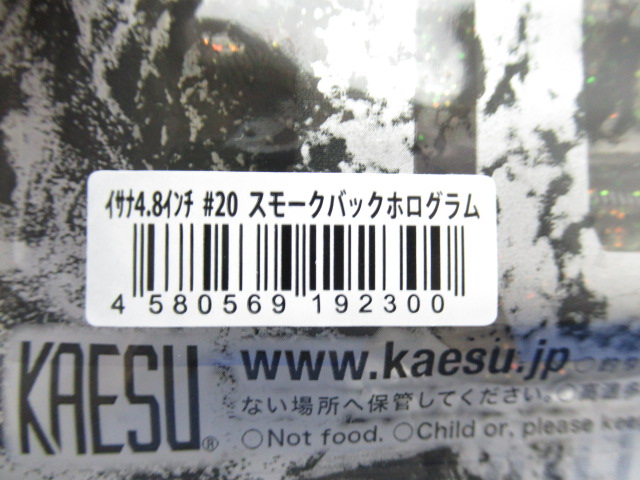 ｲｻﾅ4.8ｲﾝﾁ #20 スモークバックホログラム
4 580569 192300
KAESU®
www.kaesu.jp
ない場所へ保管してください。○高温
○Not food. ○Child or, please kee